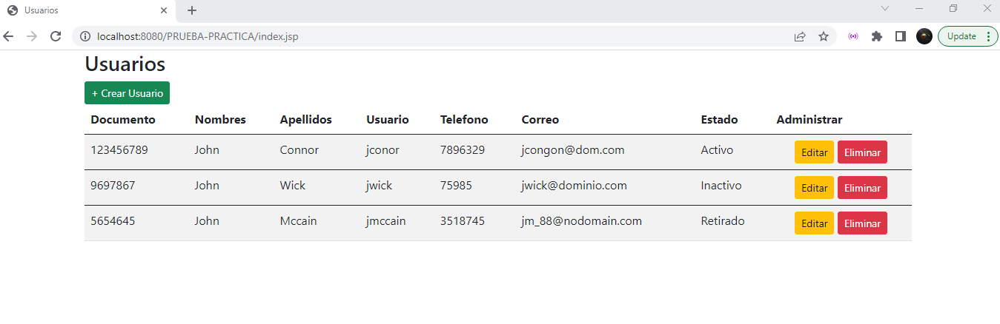 Usuarios
localhost:8080/PRUEBA-PRACTICA/index.jsp
Update
Usuarios
+ Crear Usuario
Documento Nombres Apellidos Usuario Telefono Correo Estado Administrar
123456789 John Connor jconor 7896329 jcongon@dom.com Activo Editar Eliminar
9697867 John Wick jwick 75985 jwick@dominio.com Inactivo Editar Eliminar
5654645 John Mccain jmccain 3518745 jm_88@nodomain.com Retirado Editar Eliminar